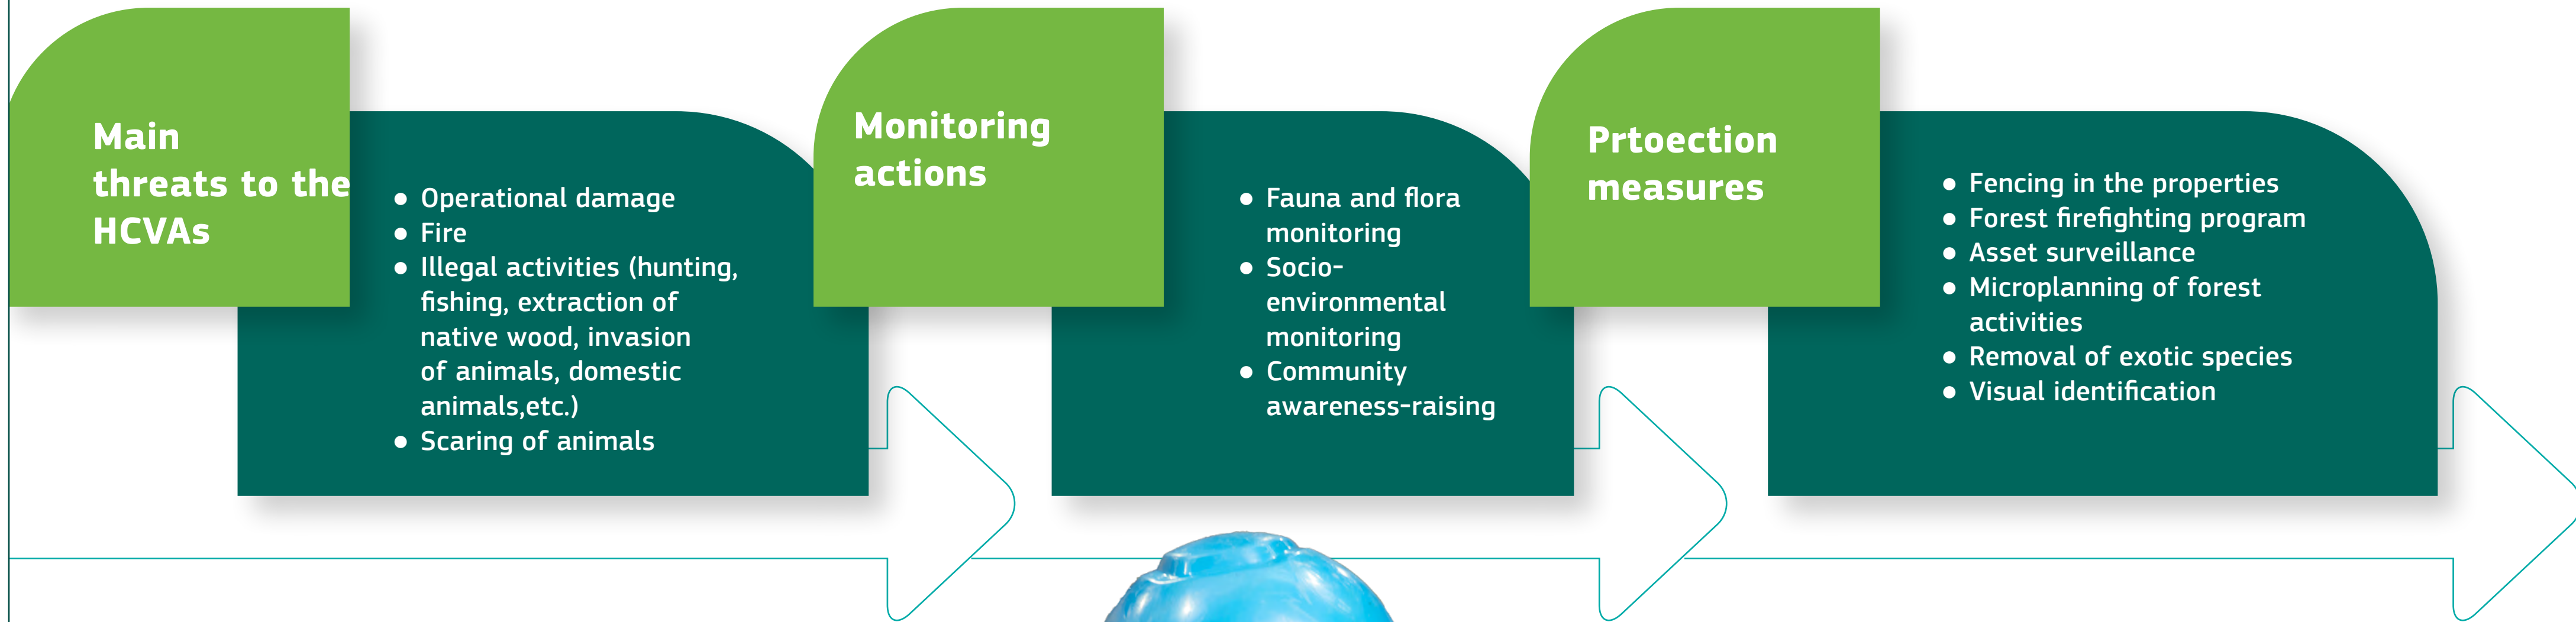 Main
threats to the
HCVAs
● Operational damage
● Fire
● Illegal activities (hunting,
fishing, extraction of
native wood, invasion
of animals, domestic
animals,etc.)
● Scaring of animals
Monitoring
actions
● Fauna and flora
monitoring
● Socio-
environmental
monitoring
● Community
awareness-raising
Prtoection
measures
● Fencing in the properties
● Forest firefighting program
● Asset surveillance
● Microplanning of forest
activities
● Removal of exotic species
● Visual identification